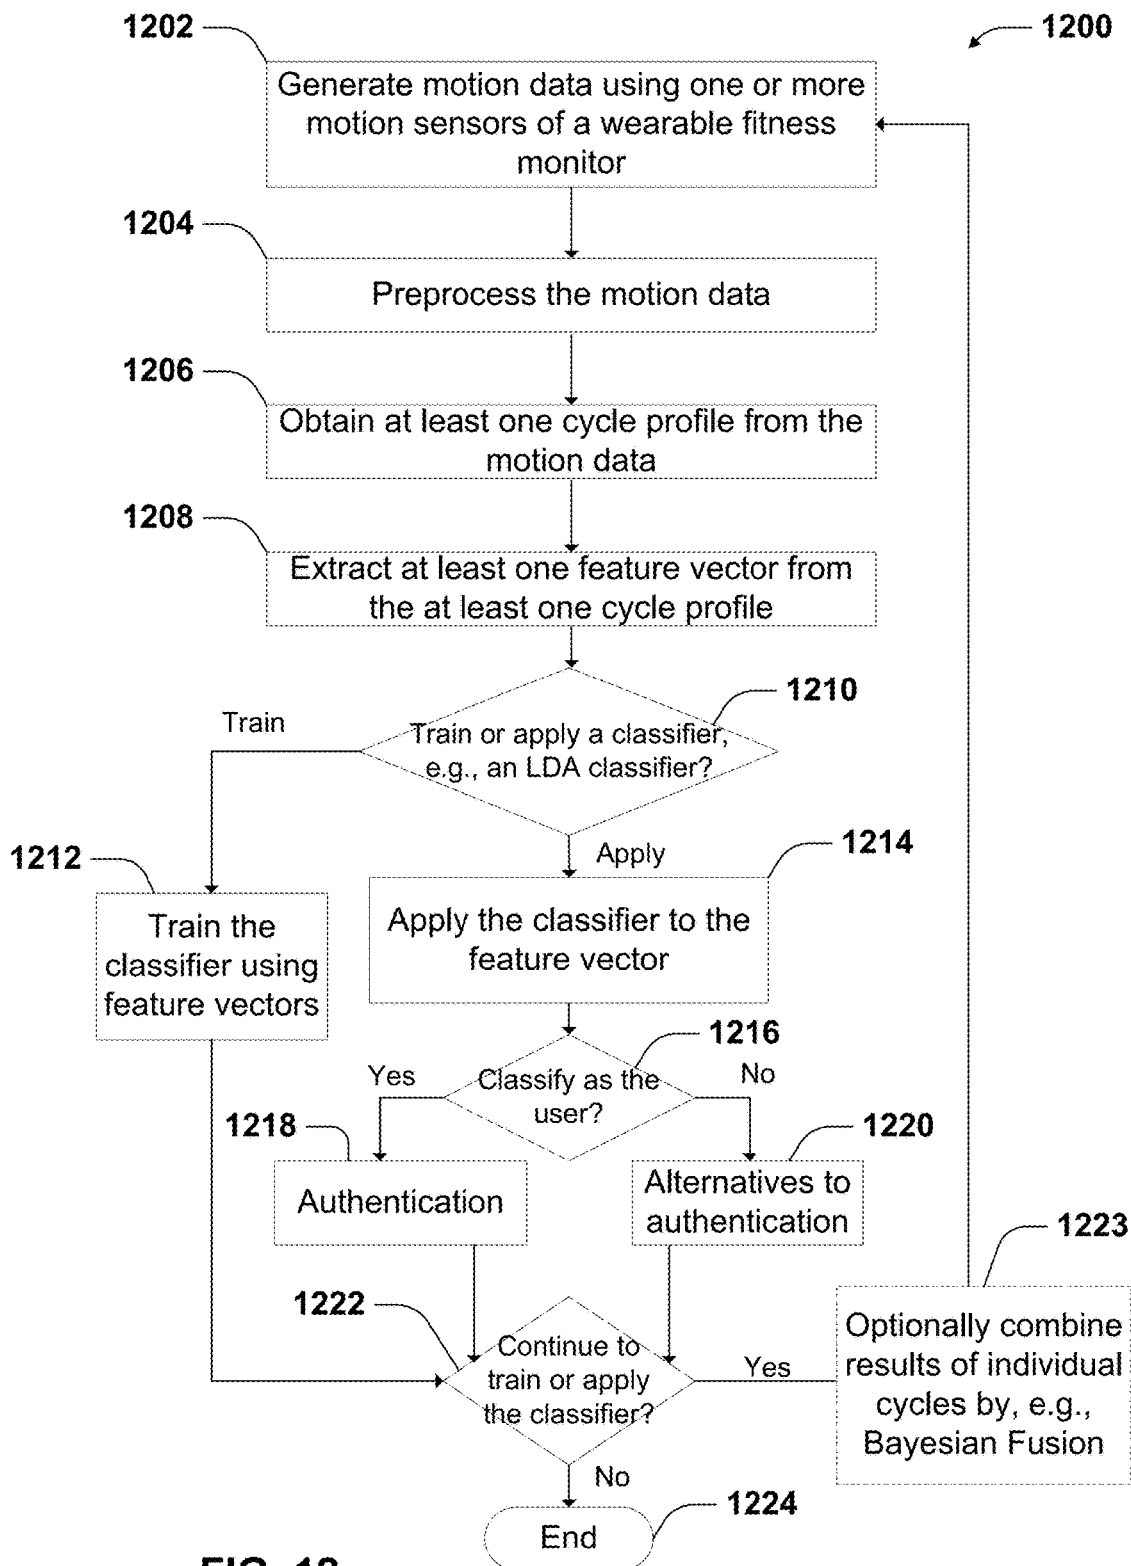 1202
1200
Generate motion data using one or more
motion sensors of a wearable fitness
monitor
1204
Preprocess the motion data
1206
Obtain at least one cycle profile from the
motion data
1208
Extract at least one feature vector from
the at least one cycle profile
1210
Train
Train or apply a classifier,
e.g., an LDA classifier?
1212
Apply
1214
Train the
classifier using
feature vectors
Apply the classifier to the
feature vector
1216
Yes
Classify as the
user?
No
1218
1220
Authentication
Alternatives to
authentication
1223
1222
Continue to
train or apply
the classifier?
Yes
Optionally combine
results of individual
cycles by, e.g.,
Bayesian Fusion
No
1224
End